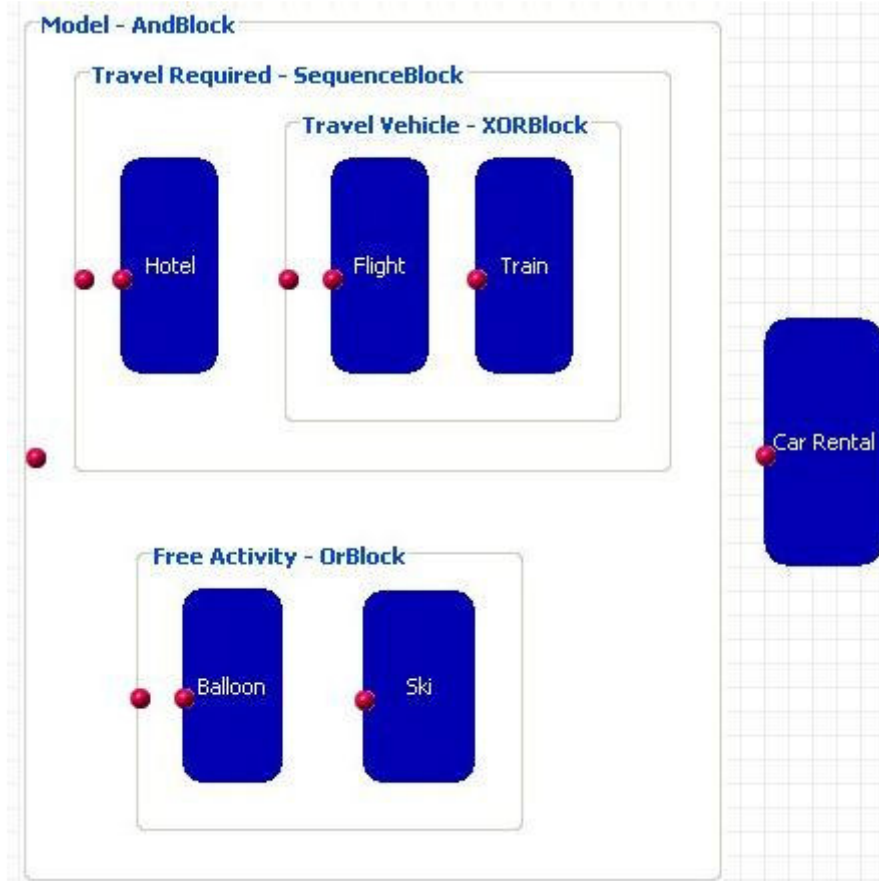 Model - AndBlock
Travel Required - SequenceBlock
Travel Vehicle - XORBlock
Hotel
Flight
Train
Car Rental
Free Activity - OrBlock
Balloon
Ski